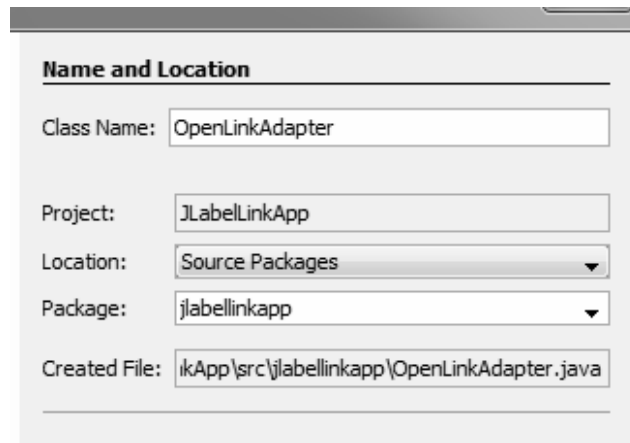 Name and Location
Class Name: OpenLinkAdapter
Project: JLabelLinkApp
Location: Source Packages
Package: jlabellinkapp
Created File: kApp\src\jlabellinkapp\OpenLinkAdapter.java